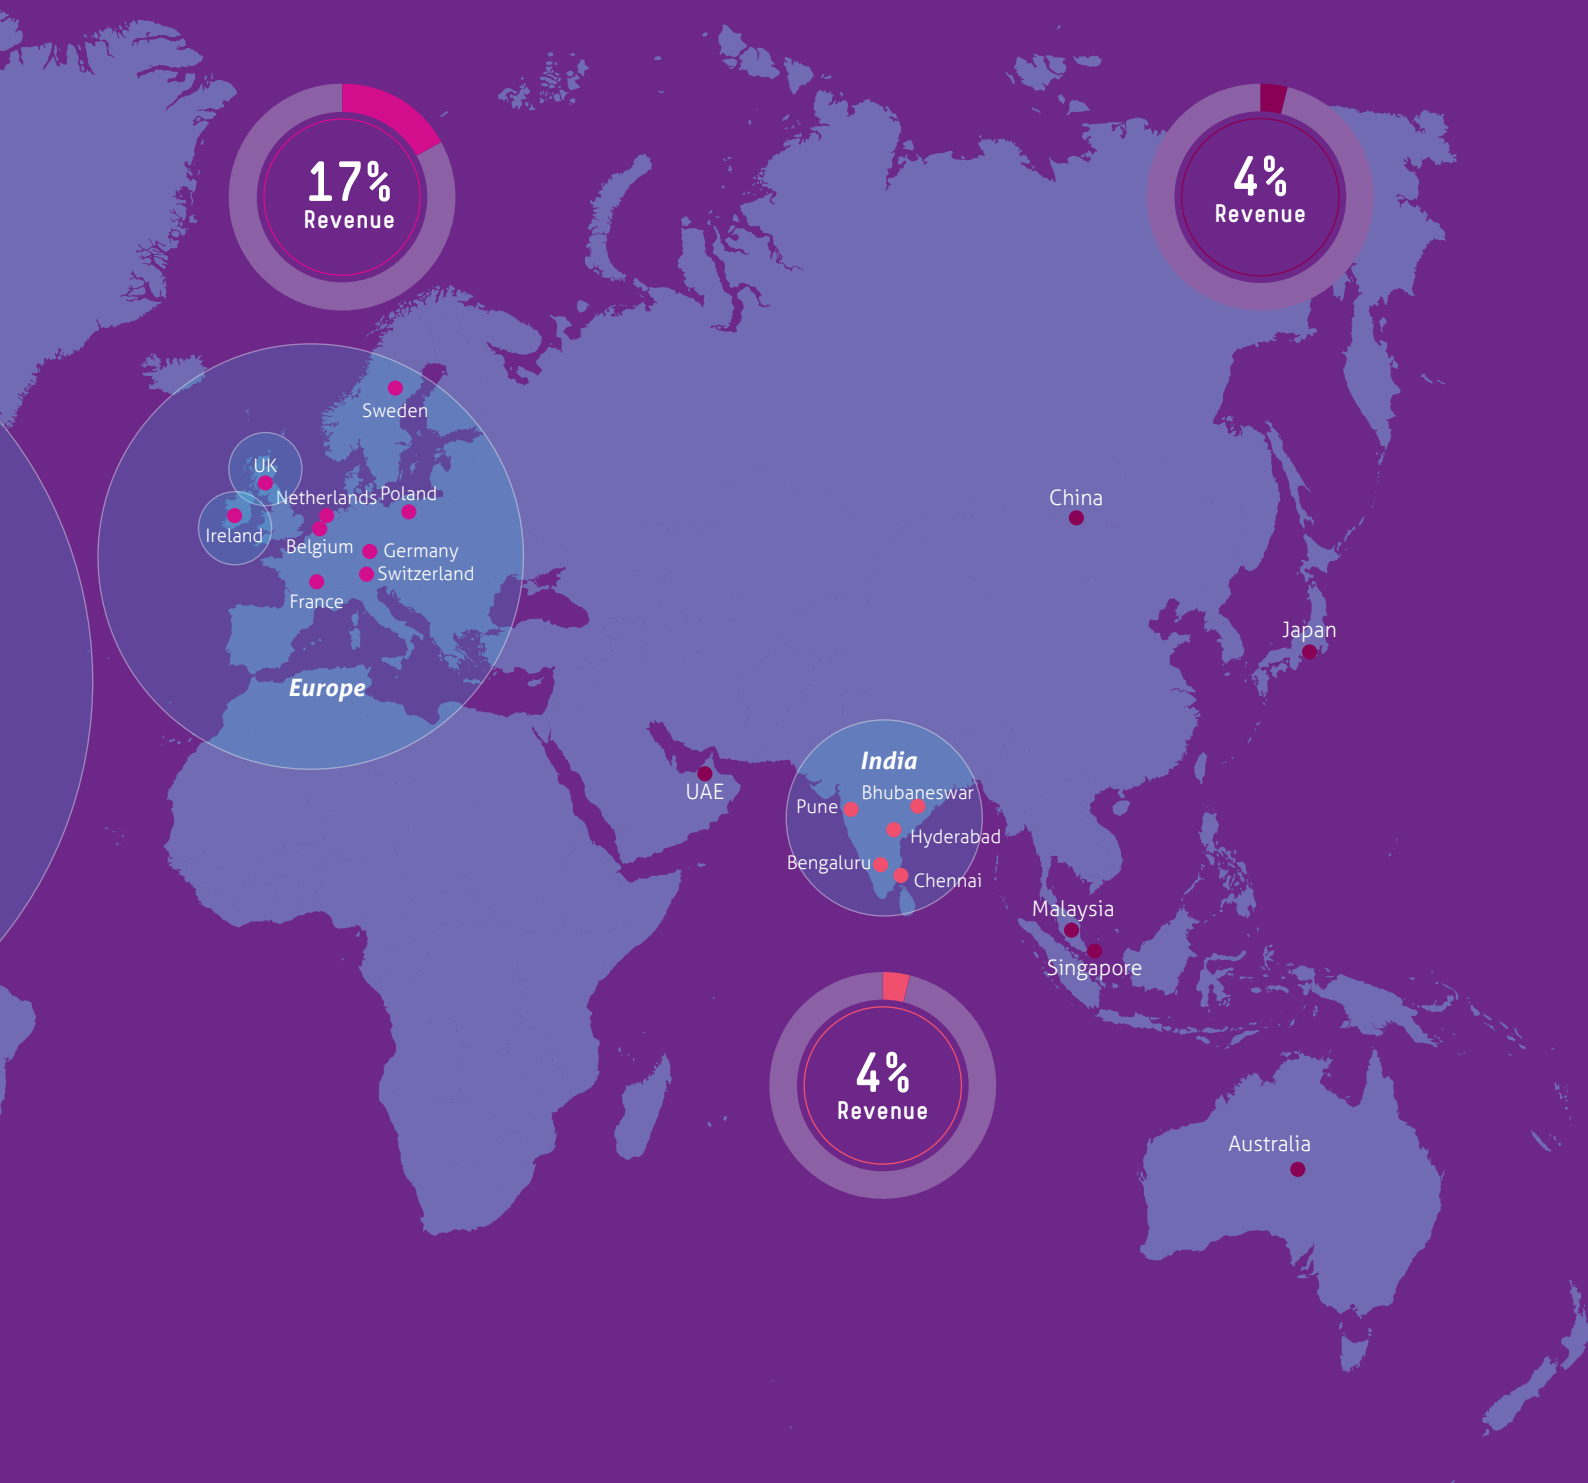 17%
Revenue
4%
Revenue
Sweden
UK
Netherlands
Poland
Ireland
Belgium
Germany
Switzerland
France
Europe
China
Japan
UAE
India
Bhubaneswar
Pune
Hyderabad
Bengaluru
Chennai
Malaysia
Singapore
4%
Revenue
Australia